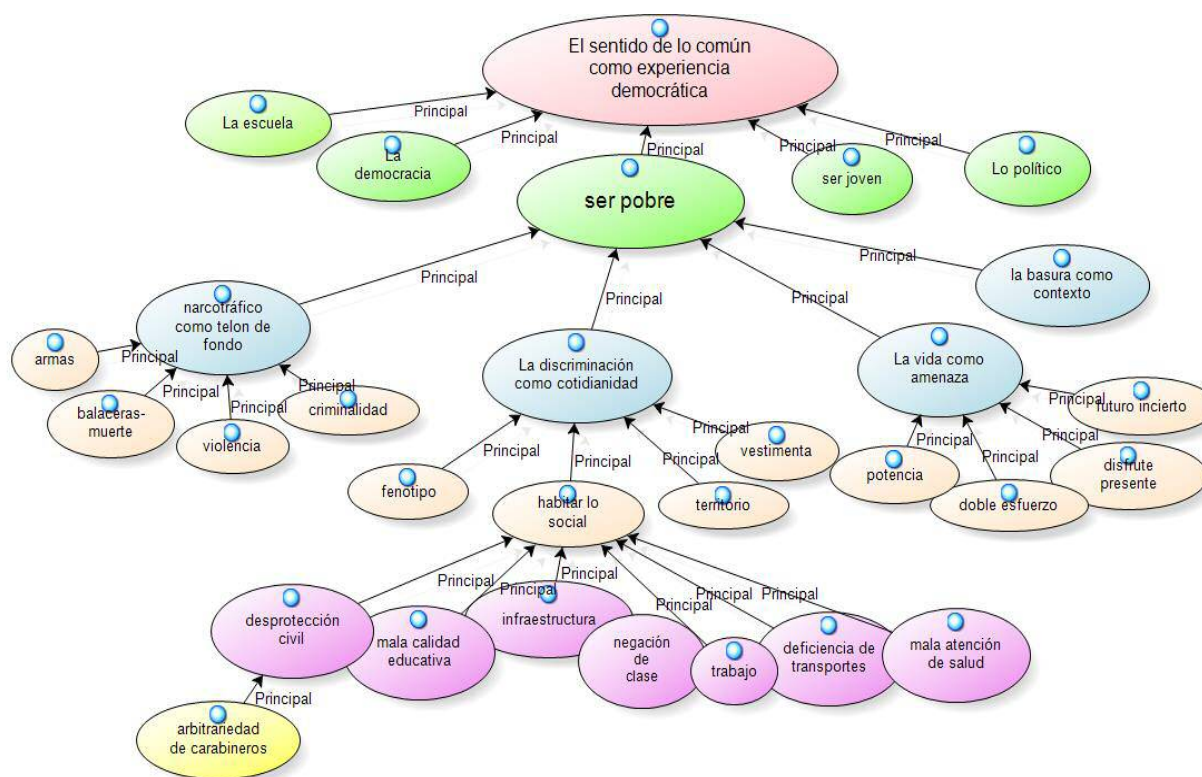 El sentido de lo común
como experiencia
democrática
Principal
La escuela
Principal
La
democracia
Principal
Principal
ser joven
Principal
Lo político
ser pobre
Principal
Principal
Principal
Principal
la basura como
contexto
narcotráfico
como telon de
fondo
armas
Principal
balaceras-
muerte
Principal
violencia
Principal
criminalidad
Principal
La discriminación
como cotidianidad
La vida como
amenaza
fenotipo
Principal
habitar lo
social
Principal
territorio
Principal
vestimenta
Principal
potencia
Principal
doble esfuerzo
Principal
disfrute
presente
Principal
futuro incierto
Principal
desprotección
civil
Principal
mala calidad
educativa
Principal
infraestructura
Principal
negación
de
clase
trabajo
Principal
deficiencia de
transportes
Principal
mala atención
de salud
Principal
arbitrariedad
de carabineros
Principal